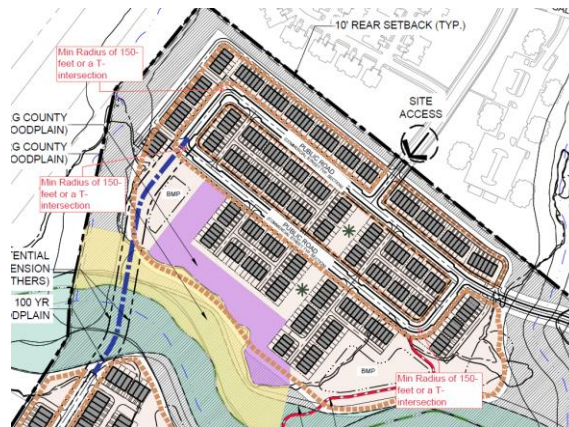 10' REAR SETBACK (TYP.)
Min Radius of 150-
feet or a T-
intersection
SITE
ACCESS
G COUNTY
OODPLAIN)
G COUNTY
OODPLAIN)
PUBLIC ROAD
Min Radius of 150-
feet or a T-
intersection
BMP
PUBLIC ROAD
TENTIAL
ENSION
THERS)
100 YR
ODPLAIN
BMP
Min Radius of 150-
feet or a T-
intersection